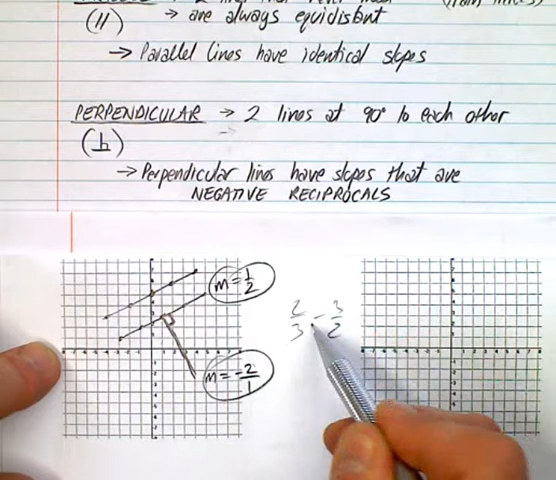 (//) → are always equidistant
→ Parallel lines have identical slopes
PERPENDICULAR → 2 lines at 90° to each other
(⊥) →
→ Perpendicular lines have slopes that are
NEGATIVE RECIPROCALS
m = 1/2
2/3 - 3/2
m = -2/1